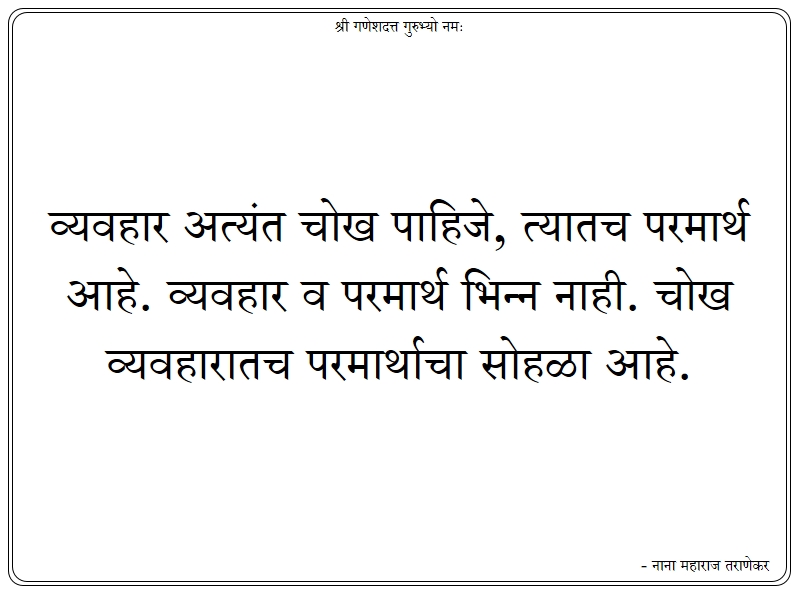 श्री गणेशदत्त गुरुभ्यो नमः
व्यवहार अत्यंत चोख पाहिजे, त्यातच परमार्थ
आहे. व्यवहार व परमार्थ भिन्न नाही. चोख
व्यवहारातच परमार्थाचा सोहळा आहे.
- नाना महाराज तराणेकर